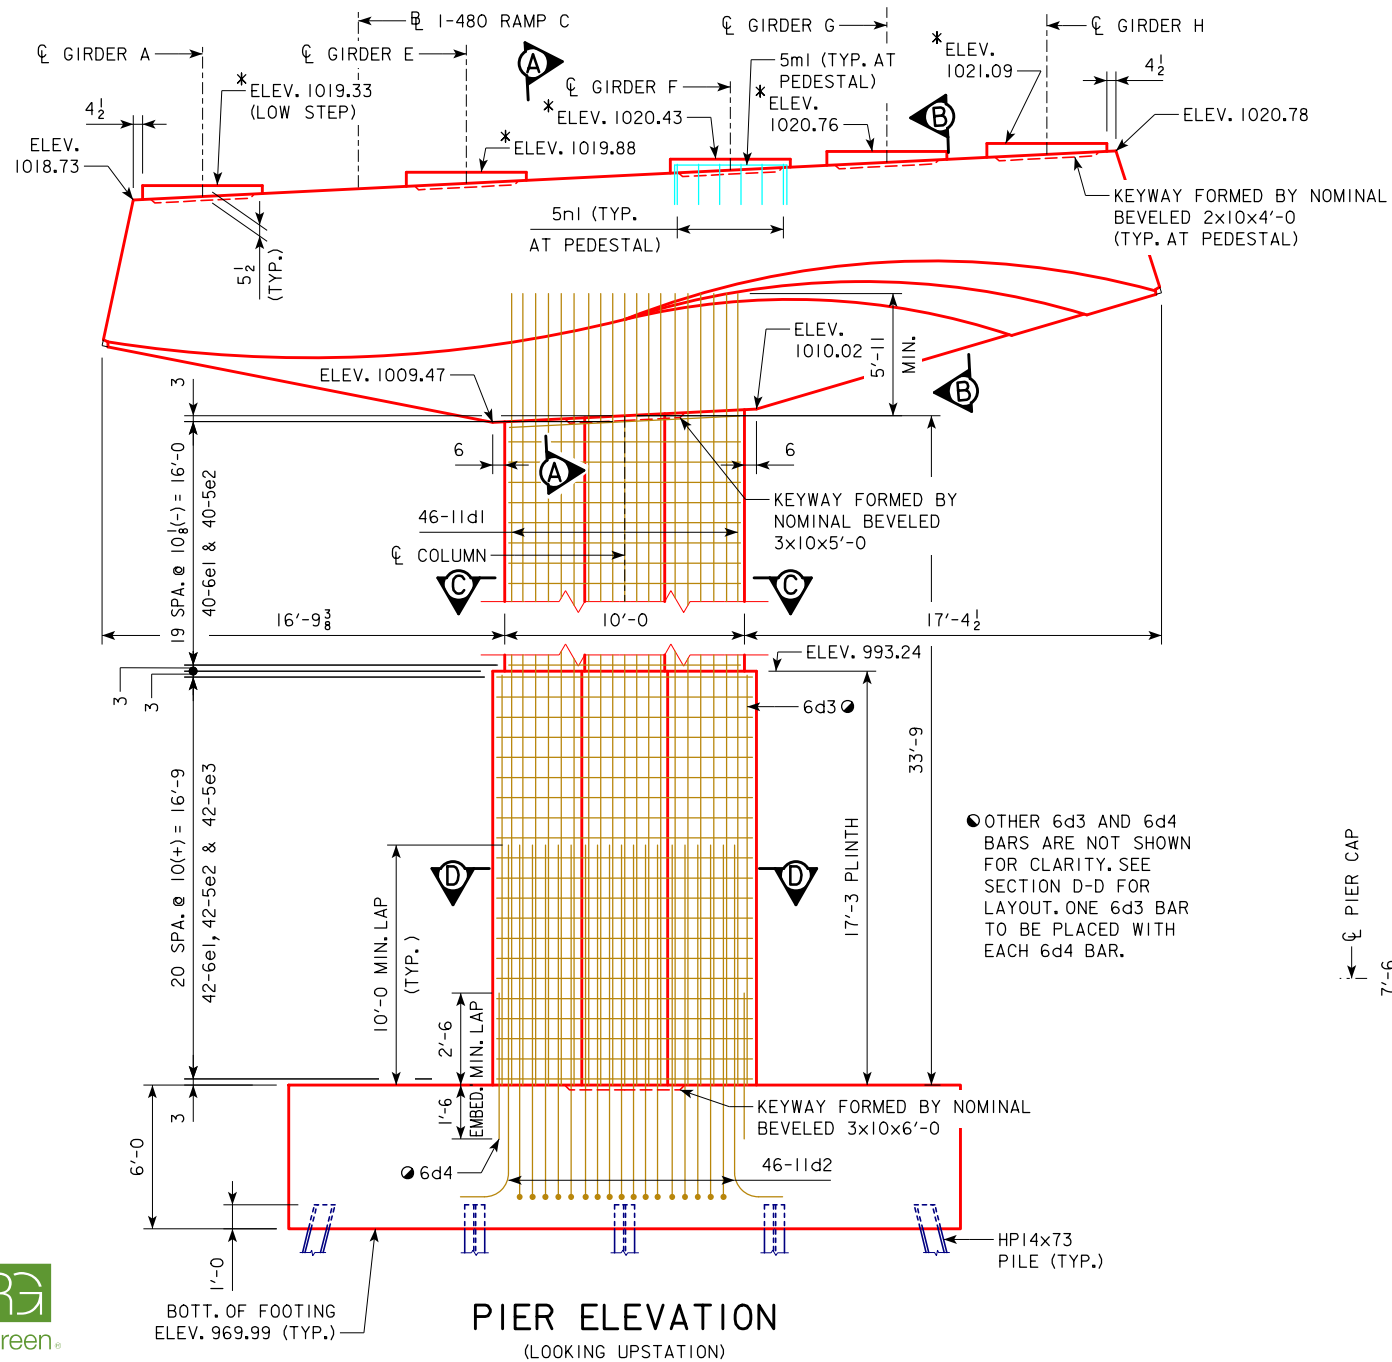 ℄ GIRDER A
℄ GIRDER E
B̲L I-480 RAMP C
A
℄ GIRDER F
℄ GIRDER G
℄ GIRDER H
4½
*
ELEV. 1019.33
(LOW STEP)
ELEV.
1018.73
*
ELEV. 1019.88
*
ELEV. 1020.43
5m1 (TYP. AT
PEDESTAL)
*
ELEV.
1020.76
*
ELEV.
1021.09
B
4½
ELEV. 1020.78
KEYWAY FORMED BY NOMINAL
BEVELED 2x10x4'-0
(TYP. AT PEDESTAL)
5½
(TYP.)
5n1 (TYP.
AT PEDESTAL)
ELEV.
1010.02
5'-11
MIN.
ELEV. 1009.47
B
3
6
A
6
KEYWAY FORMED BY
NOMINAL BEVELED
3x10x5'-0
46-11d1
℄ COLUMN
19 SPA. @ 10⅛(-) = 16'-0
40-6e1 & 40-5e2
C
C
16'-9⅜
10'-0
17'-4½
ELEV. 993.24
3
3
6d3
33'-9
20 SPA. @ 10(+) = 16'-9
42-6e1, 42-5e2 & 42-5e3
D
D
17'-3 PLINTH
OTHER 6d3 AND 6d4
BARS ARE NOT SHOWN
FOR CLARITY. SEE
SECTION D-D FOR
LAYOUT. ONE 6d3 BAR
TO BE PLACED WITH
EACH 6d4 BAR.
℄ PIER CAP
7'-6
10'-0 MIN. LAP
(TYP.)
2'-6
MIN. LAP
1'-6
EMBED.
3
6'-0
KEYWAY FORMED BY NOMINAL
BEVELED 3x10x6'-0
6d4
46-11d2
1'-0
HP14x73
PILE (TYP.)
BOTT. OF FOOTING
ELEV. 969.99 (TYP.)
PIER ELEVATION
(LOOKING UPSTATION)
RG
reen®